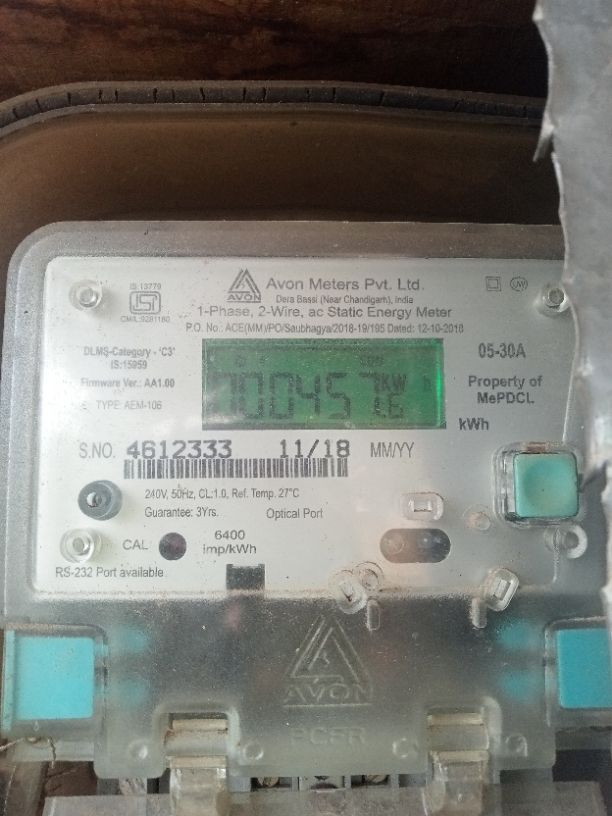 IS 13779
ISI
CM/L:9281160
AVON
Avon Meters Pvt. Ltd.
Dera Bassi (Near Chandigarh), India
1-Phase, 2-Wire, ac Static Energy Meter
P.O. No.: ACE(MM)/PO/Saubhagya/2018-19/195 Dated: 12-10-2018
DLMS-Category - 'C3'
IS:15959
Firmware Ver.: AA1.00
TYPE: AEM-106
KW h
05-30A
Property of
MePDCL
kWh
S.NO. 4612333 11/18 MM/YY
240V, 50Hz, CL:1.0, Ref. Temp. 27°C
Guarantee: 3Yrs.
Optical Port
CAL
6400
imp/kWh
RS-232 Port available
AVON